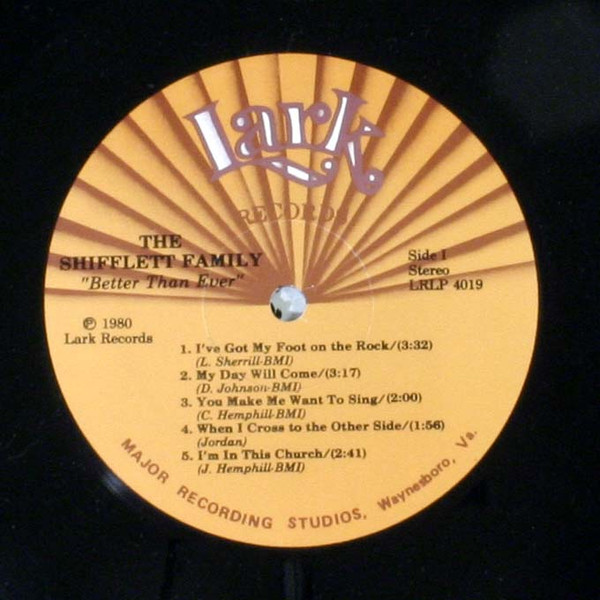 Lark
RECORDS
THE
SHIFFLETT FAMILY
"Better Than Ever"
Side I
Stereo
LRLP 4019
℗ 1980
Lark Records
1. I've Got My Foot on the Rock/(3:32)
(L. Sherrill-BMI)
2. My Day Will Come/(3:17)
(D. Johnson-BMI)
3. You Make Me Want To Sing/(2:00)
(C. Hemphill-BMI)
4. When I Cross to the Other Side/(1:56)
(Jordan)
5. I'm In This Church/(2:41)
(J. Hemphill-BMI)
MAJOR RECORDING STUDIOS, Waynesboro, Va.